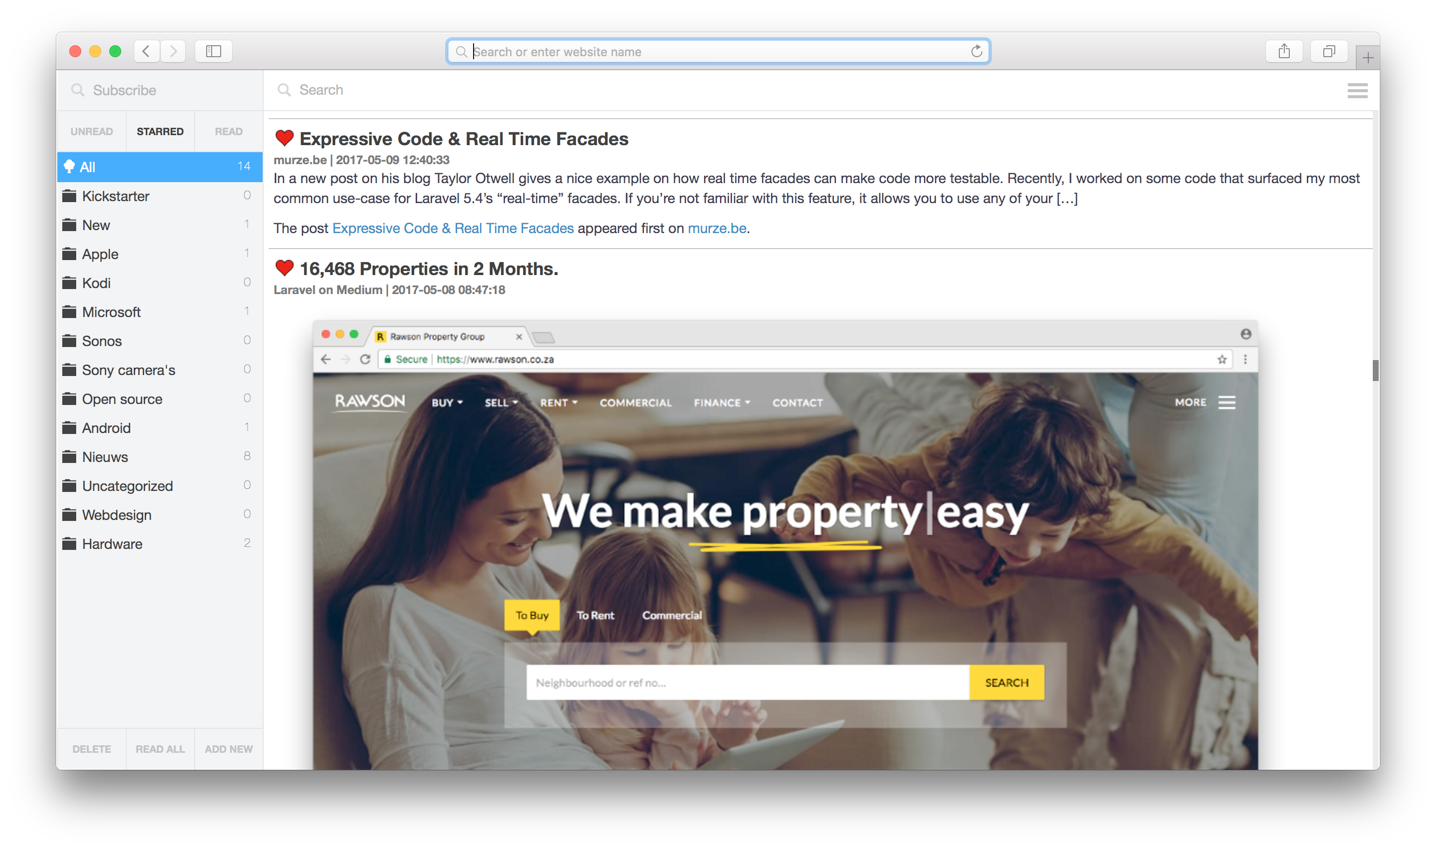 Search or enter website name
Subscribe
Search
UNREAD
STARRED
READ
All 14
Kickstarter 0
New 1
Apple 1
Kodi 0
Microsoft 1
Sonos 0
Sony camera's 0
Open source 0
Android 1
Nieuws 8
Uncategorized 0
Webdesign 0
Hardware 2
DELETE
READ ALL
ADD NEW
Expressive Code & Real Time Facades
murze.be | 2017-05-09 12:40:33
In a new post on his blog Taylor Otwell gives a nice example on how real time facades can make code more testable. Recently, I worked on some code that surfaced my most
common use-case for Laravel 5.4's “real-time” facades. If you're not familiar with this feature, it allows you to use any of your […]
The post Expressive Code & Real Time Facades appeared first on murze.be.
16,468 Properties in 2 Months.
Laravel on Medium | 2017-05-08 08:47:18
R Rawson Property Group
Secure | https://www.rawson.co.za
RAWSON
BUY
SELL
RENT
COMMERCIAL
FINANCE
CONTACT
MORE
We make property|easy
To Buy
To Rent
Commercial
Neighbourhood or ref no...
SEARCH